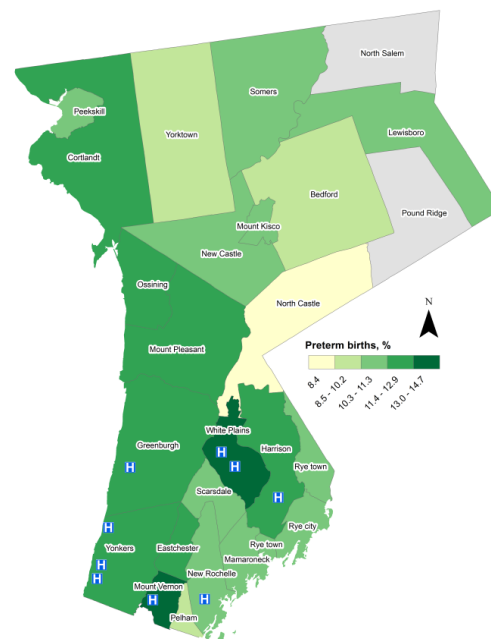 North Salem
Somers
Peekskill
Lewisboro
Yorktown
Cortlandt
Bedford
Pound Ridge
Mount Kisco
New Castle
Ossining
North Castle
N
Mount Pleasant
Preterm births, %
8.4
8.5 - 10.2
10.3 - 11.3
11.4 - 12.9
13.0 - 14.7
White Plains
Greenburgh
Harrison
H
Rye town
H
H
Scarsdale
H
H
Rye city
Yonkers
Eastchester
Rye town
Mamaroneck
H
New Rochelle
H
Mount Vernon
H
H
Pelham